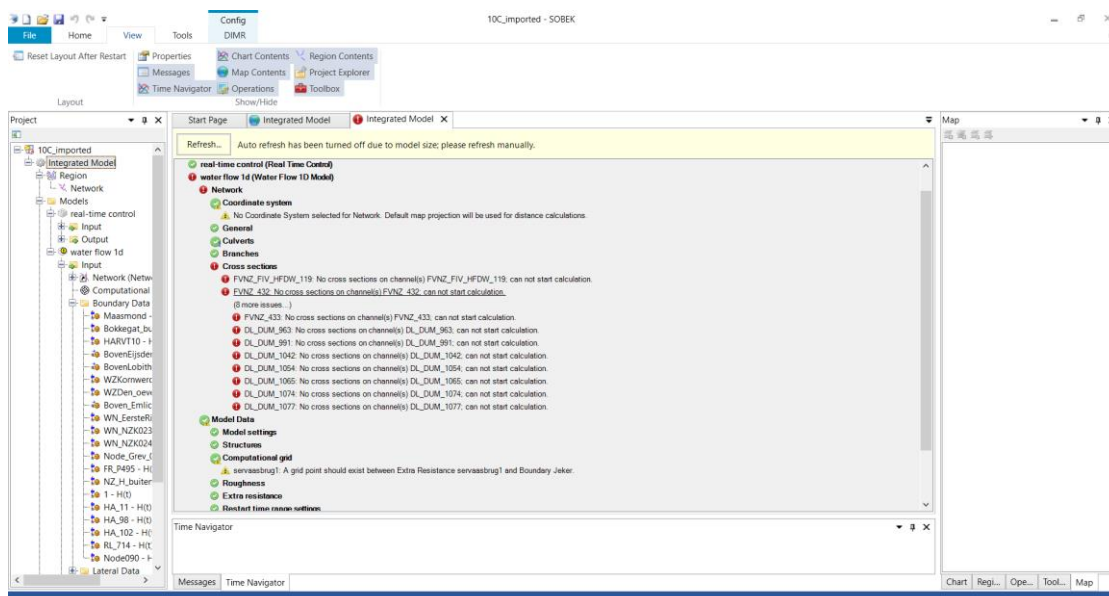 10C_imported - SOBEK
Config
File Home View Tools DIMR
Reset Layout After Restart
Properties
Chart Contents
Region Contents
Messages
Map Contents
Project Explorer
Time Navigator
Operations
Toolbox
Layout
Show/Hide
Project
10C_imported
Integrated Model
Region
Network
Models
real-time control
Input
Output
water flow 1d
Input
Network (Netw
Computational
Boundary Data
Maasmond -
Bokkegat_bu
HARVT10 - H
BovenEijsder
BovenLobith
WZKornwerc
WZDen_oeve
Boven_Emlic
WN_EersteRi
WN_NZK023
WN_NZK024
Node_Grev_0
FR_P495 - H(
NZ_H_buiter
1 - H(t)
HA_11 - H(t)
HA_98 - H(t)
HA_102 - H(
RL_714 - H(t
Node090 - H
Lateral Data
Start Page
Integrated Model
Integrated Model
Refresh... Auto refresh has been turned off due to model size; please refresh manually.
real-time control (Real Time Control)
water flow 1d (Water Flow 1D Model)
Network
Coordinate system
No Coordinate System selected for Network. Default map projection will be used for distance calculations.
General
Culverts
Branches
Cross sections
FVNZ_FIV_HFDW_119: No cross sections on channel(s) FVNZ_FIV_HFDW_119; can not start calculation.
FVNZ_432: No cross sections on channel(s) FVNZ_432; can not start calculation.
(8 more issues...)
FVNZ_433: No cross sections on channel(s) FVNZ_433; can not start calculation.
DL_DUM_963: No cross sections on channel(s) DL_DUM_963; can not start calculation.
DL_DUM_991: No cross sections on channel(s) DL_DUM_991; can not start calculation.
DL_DUM_1042: No cross sections on channel(s) DL_DUM_1042; can not start calculation.
DL_DUM_1054: No cross sections on channel(s) DL_DUM_1054; can not start calculation.
DL_DUM_1065: No cross sections on channel(s) DL_DUM_1065; can not start calculation.
DL_DUM_1074: No cross sections on channel(s) DL_DUM_1074; can not start calculation.
DL_DUM_1077: No cross sections on channel(s) DL_DUM_1077; can not start calculation.
Model Data
Model settings
Structures
Computational grid
servaasbrug1: A grid point should exist between Extra Resistance servaasbrug1 and Boundary Jeker.
Roughness
Extra resistance
Restart time range settings
Time Navigator
Messages Time Navigator
Map
Chart Regi... Ope... Tool... Map